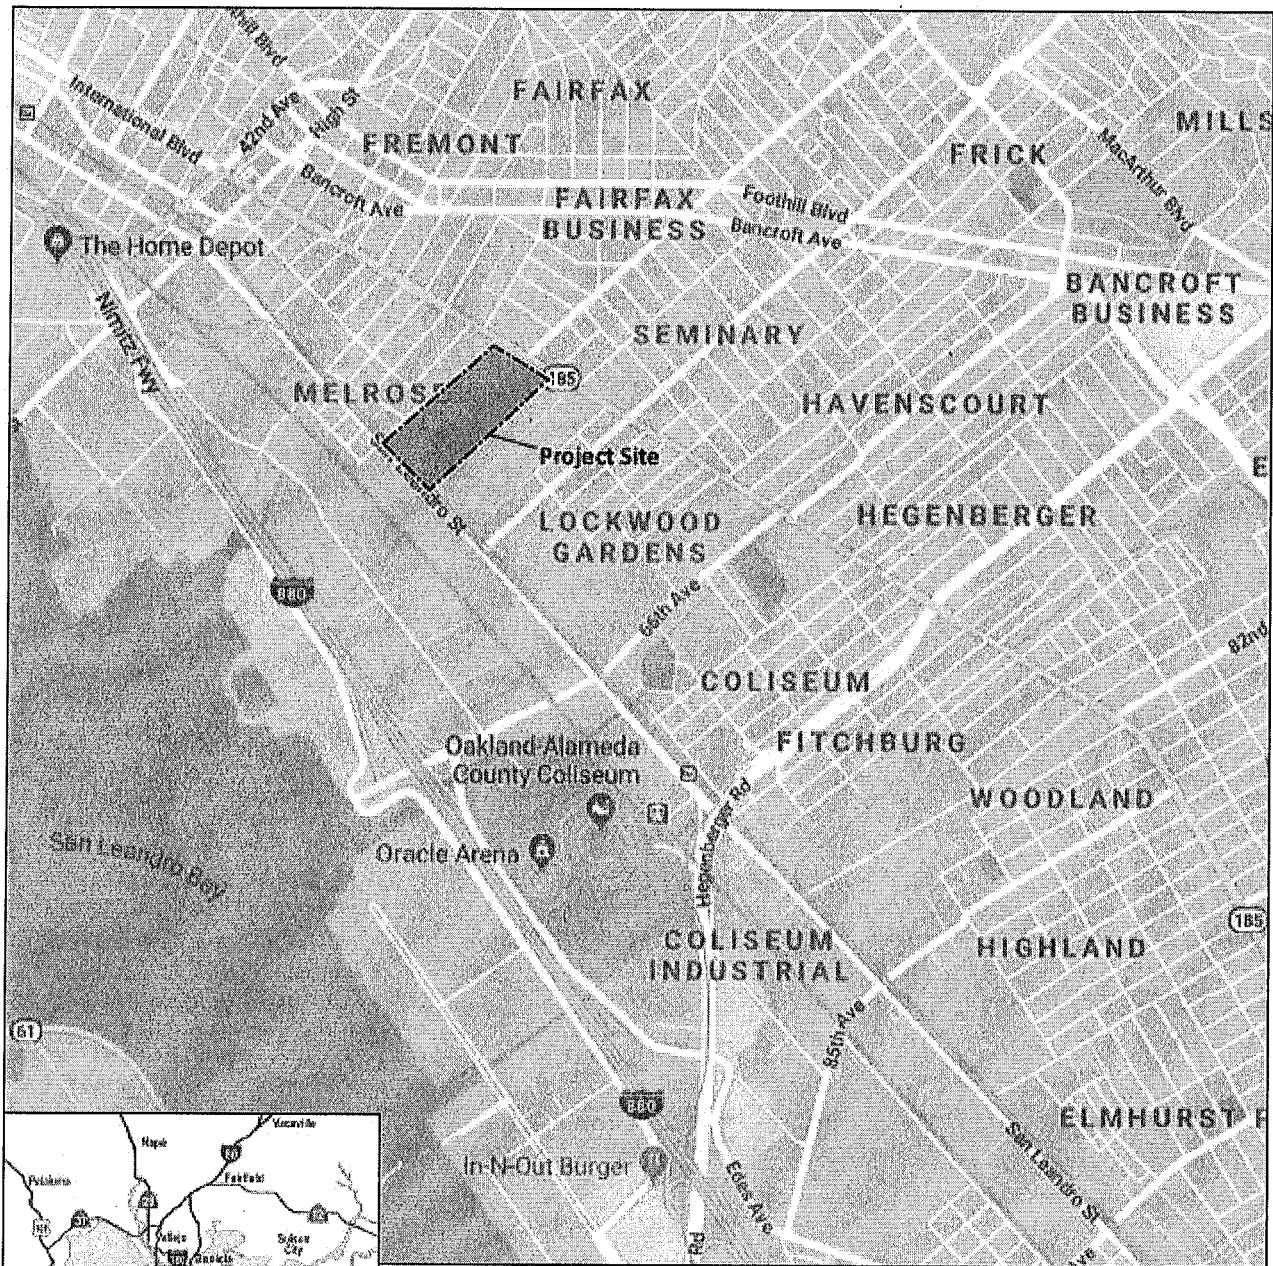 thill Blvd
International Blvd
42nd Ave
High St
FAIRFAX
MILLS
FREMONT
FRICK
MacArthur Blvd
Bancroft Ave
FAIRFAX
BUSINESS
Foothill Blvd
Bancroft Ave
The Home Depot
BANCROFT
BUSINESS
Nimitz Fwy
SEMINARY
MELROSE
185
HAVENSCOURT
Project Site
E
LOCKWOOD
GARDENS
HEGENBERGER
880
66th Ave
82nd
COLISEUM
FITCHBURG
Oakland-Alameda
County Coliseum
WOODLAND
Hegenberger Rd
San Leandro Bay
Oracle Arena
185
COLISEUM
INDUSTRIAL
HIGHLAND
61
85th Ave
880
ELMHURST P
San Leandro St
In-N-Out Burger
Edes Ave
Rd
Ave
Napa
Vacaville
80
Petaluma
Fairfield
Vallejo
Suisun
City
Benicia